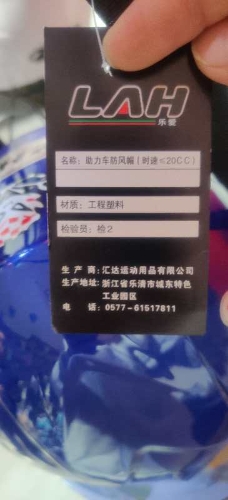 LAH
乐爱
名称：助力车防风帽（时速≤20CC）
材质：工程塑料
检验员：检2
生产商：汇达运动用品有限公司
生产地址：浙江省乐清市城东特色
工业园区
电话：0577-61517811